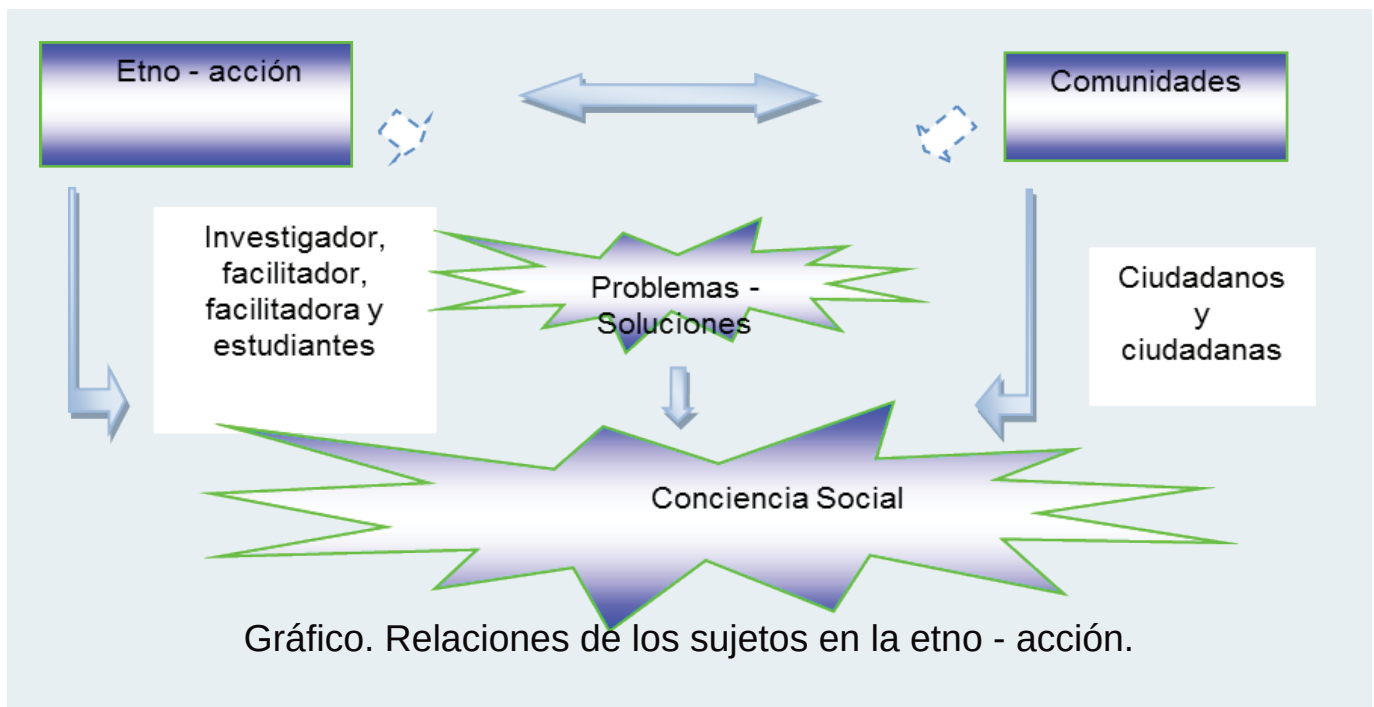 Etno - acción
Comunidades
Investigador,
facilitador,
facilitadora y
estudiantes
Problemas -
Soluciones
Ciudadanos
y
ciudadanas
Conciencia Social
Gráfico. Relaciones de los sujetos en la etno - acción.